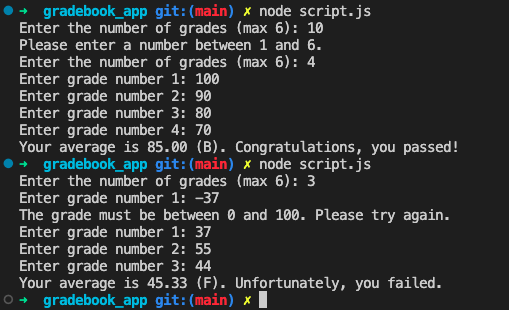 ➜ gradebook_app git:(main) ✗ node script.js
Enter the number of grades (max 6): 10
Please enter a number between 1 and 6.
Enter the number of grades (max 6): 4
Enter grade number 1: 100
Enter grade number 2: 90
Enter grade number 3: 80
Enter grade number 4: 70
Your average is 85.00 (B). Congratulations, you passed!
➜ gradebook_app git:(main) ✗ node script.js
Enter the number of grades (max 6): 3
Enter grade number 1: -37
The grade must be between 0 and 100. Please try again.
Enter grade number 1: 37
Enter grade number 2: 55
Enter grade number 3: 44
Your average is 45.33 (F). Unfortunately, you failed.
➜ gradebook_app git:(main) ✗